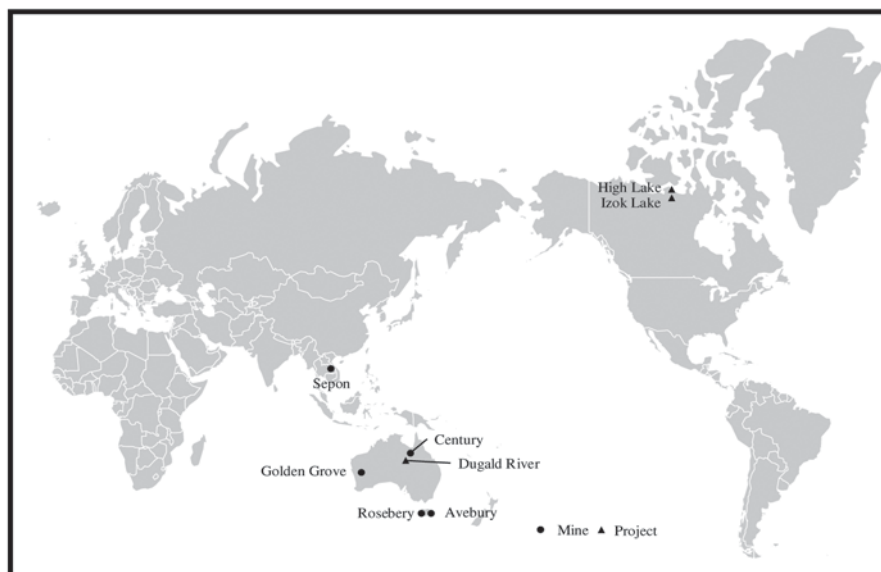 High Lake
Izok Lake
Sepon
Century
Dugald River
Golden Grove
Rosebery
Avebury
Mine
Project